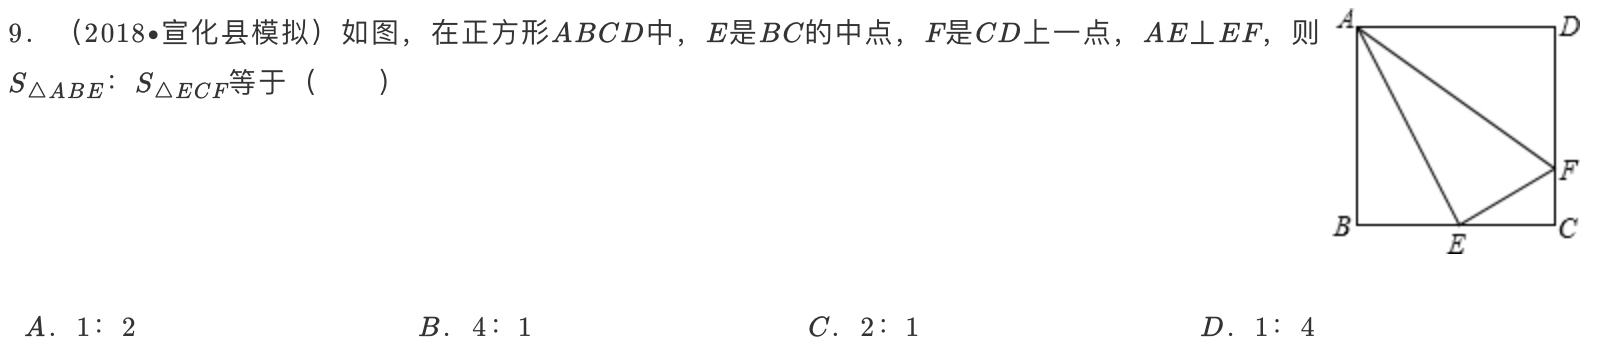 9. （2018•宣化县模拟）如图，在正方形ABCD中，E是BC的中点，F是CD上一点，AE⊥EF，则
S△ABE：S△ECF等于（　　）
A
D
F
B
E
C
A. 1：2
B. 4：1
C. 2：1
D. 1：4